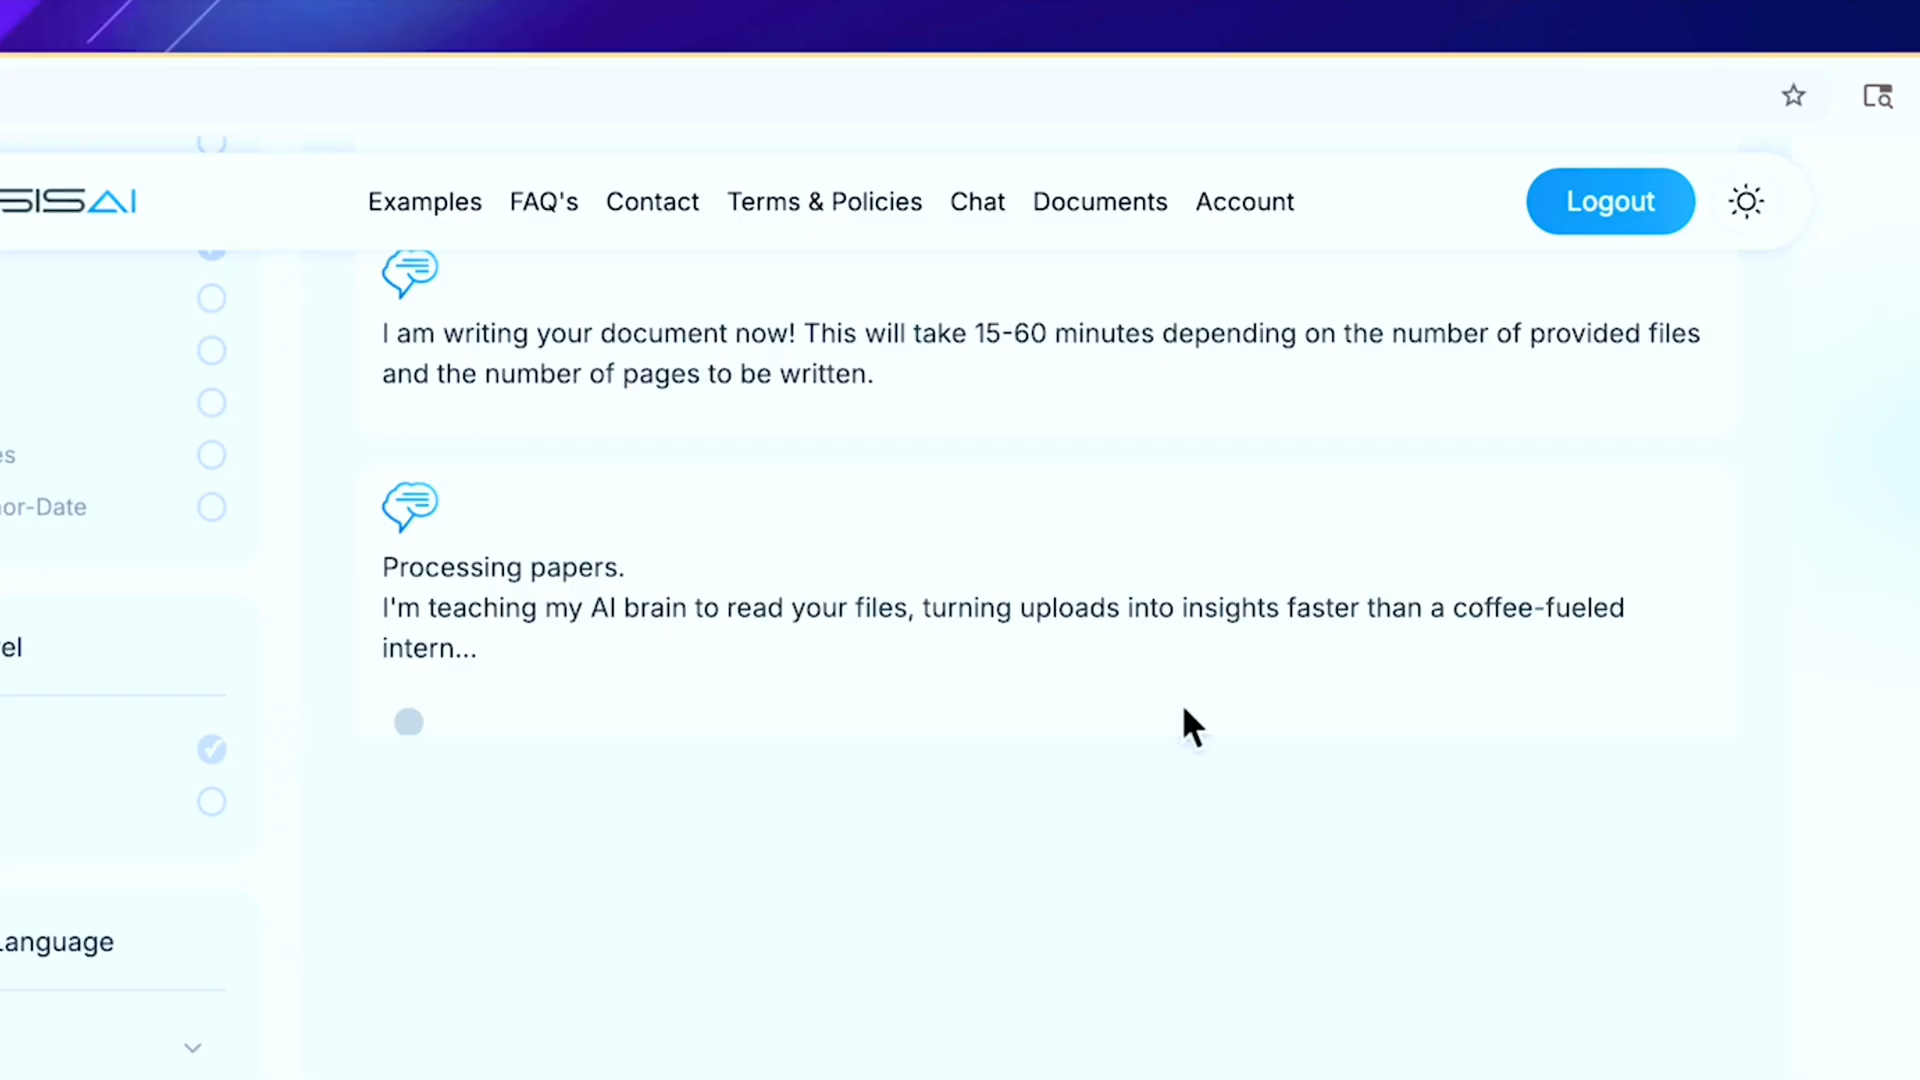 SISAI
Examples FAQ's Contact Terms & Policies Chat Documents Account Logout
I am writing your document now! This will take 15-60 minutes depending on the number of provided files
and the number of pages to be written.
es
or-Date
Processing papers.
I'm teaching my AI brain to read your files, turning uploads into insights faster than a coffee-fueled
intern...
el
Language